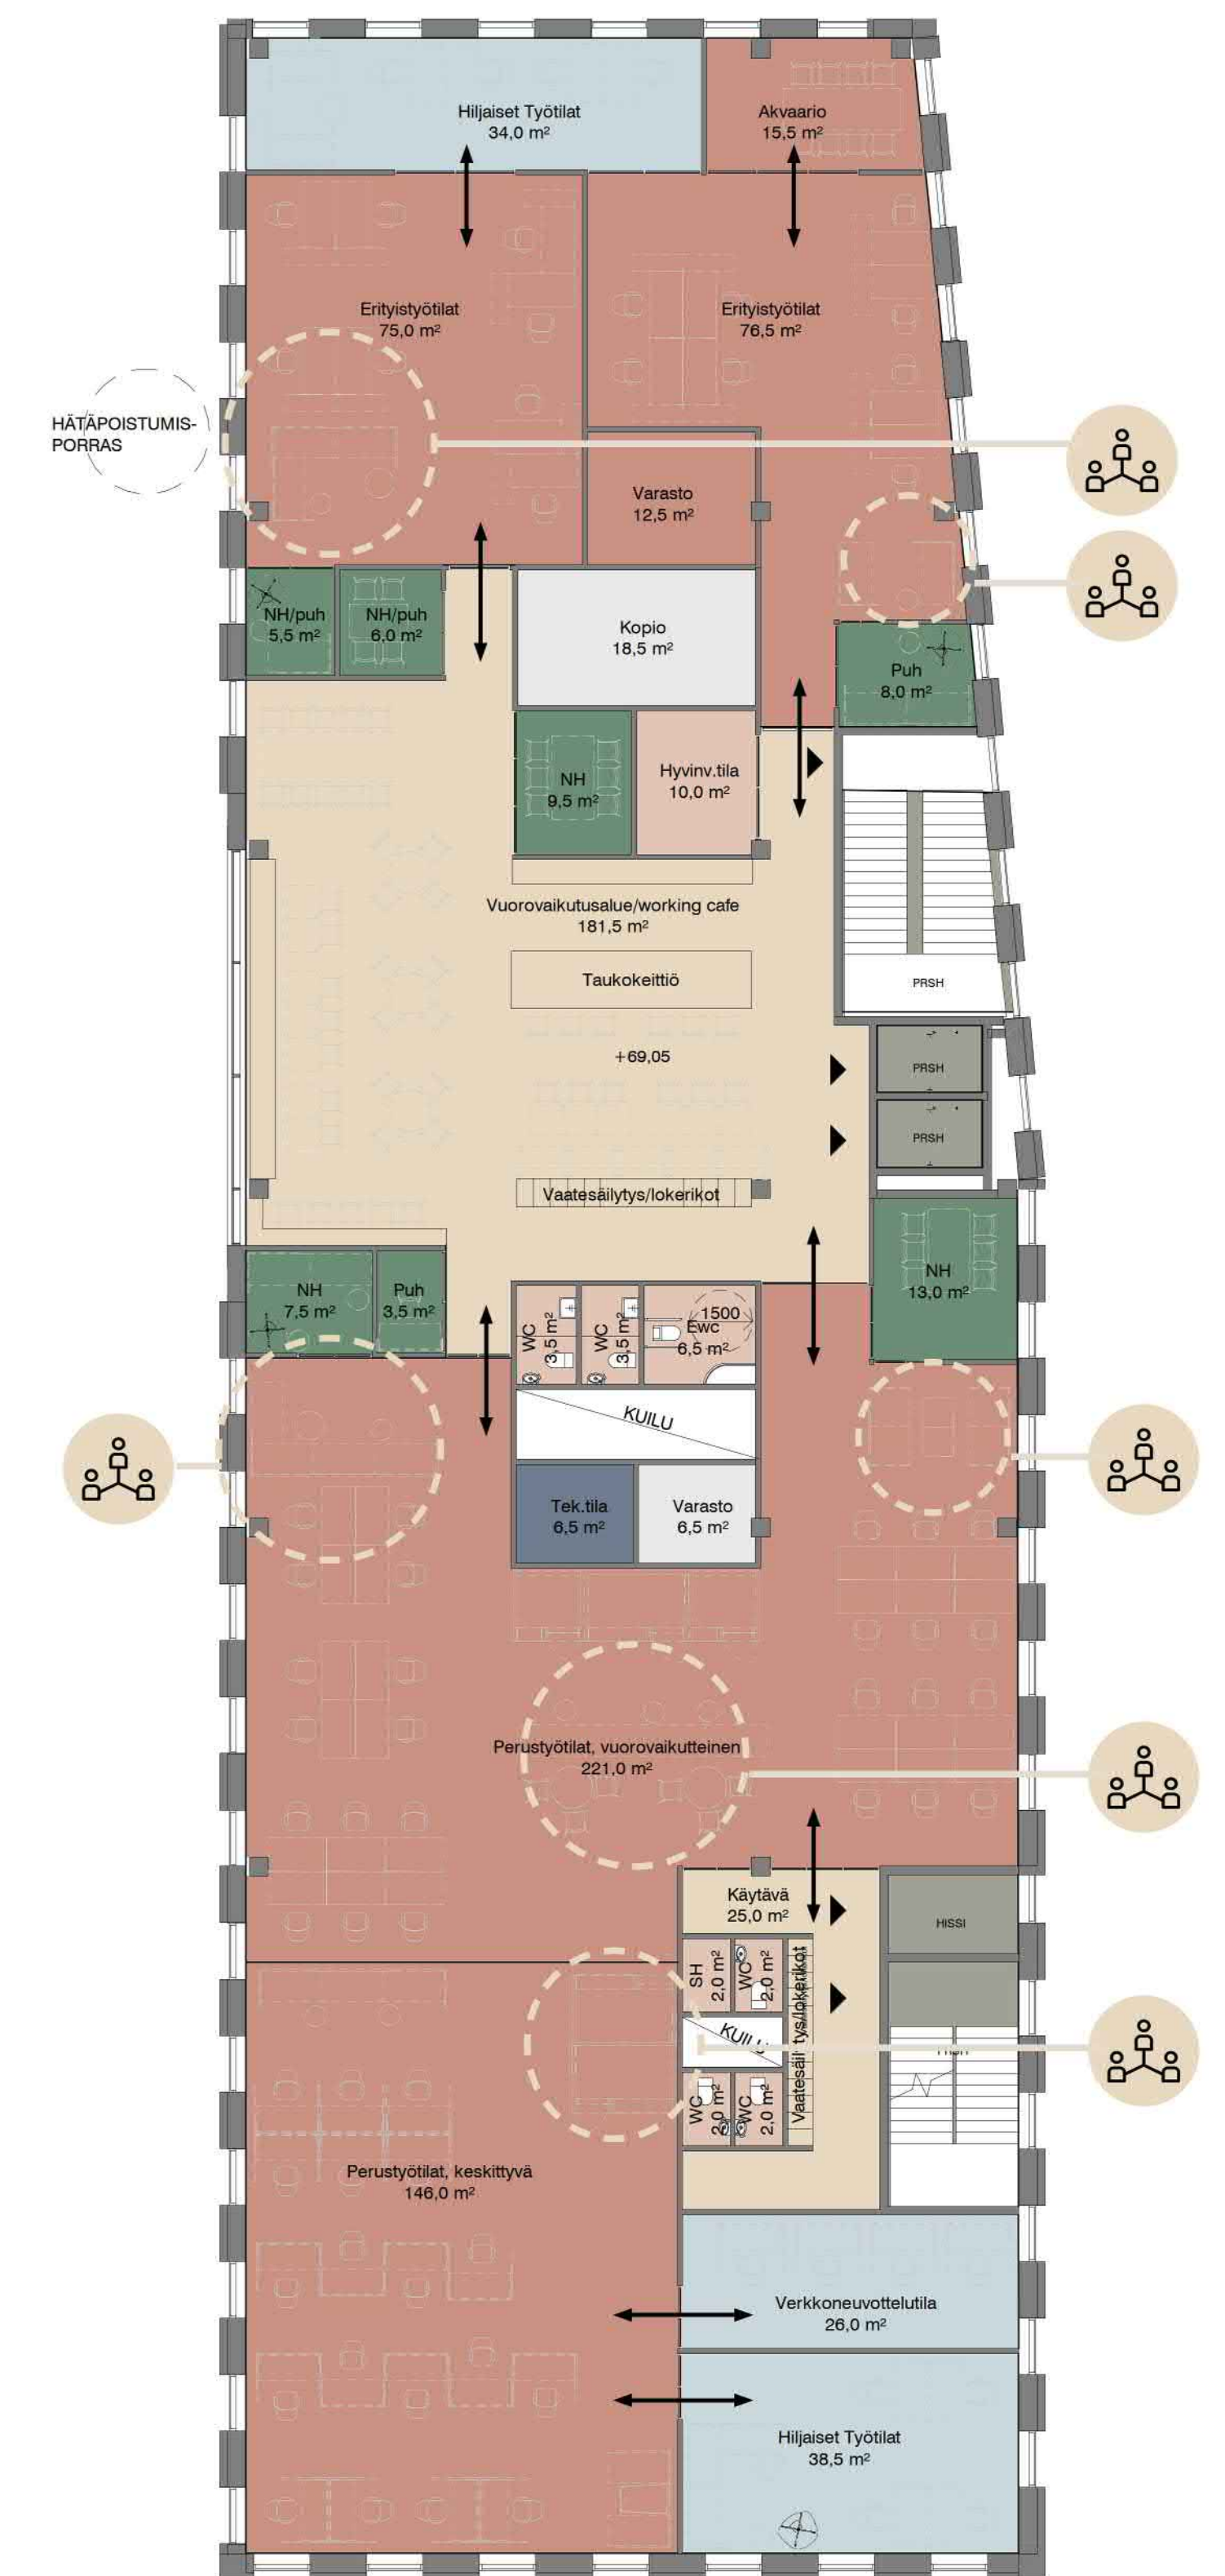 Hiljaiset Työtilat
34,0 m²
Akvaario
15,5 m²
Erityistyötilat
75,0 m²
Erityistyötilat
76,5 m²
HÄTÄPOISTUMIS-
PORRAS
Varasto
12,5 m²
NH/puh
5,5 m²
NH/puh
6,0 m²
Kopio
18,5 m²
Puh
8,0 m²
NH
9,5 m²
Hyvinv.tila
10,0 m²
Vuorovaikutusalue/working cafe
181,5 m²
Taukokeittiö
PRSH
+69,05
PRSH
PRSH
Vaatesäilytys/lokerikot
NH
13,0 m²
NH
7,5 m²
Puh
3,5 m²
WC
3,5 m²
WC
3,5 m²
1500
Ewc
6,5 m²
KUILU
Tek.tila
6,5 m²
Varasto
6,5 m²
Perustyötilat, vuorovaikutteinen
221,0 m²
Käytävä
25,0 m²
HISSI
SH
2,0 m²
WC
2,0 m²
Vaatesäilytys/lokerikot
KUILU
WC
2,0 m²
WC
2,0 m²
Perustyötilat, keskittyvä
146,0 m²
Verkkoneuvottelutila
26,0 m²
Hiljaiset Työtilat
38,5 m²